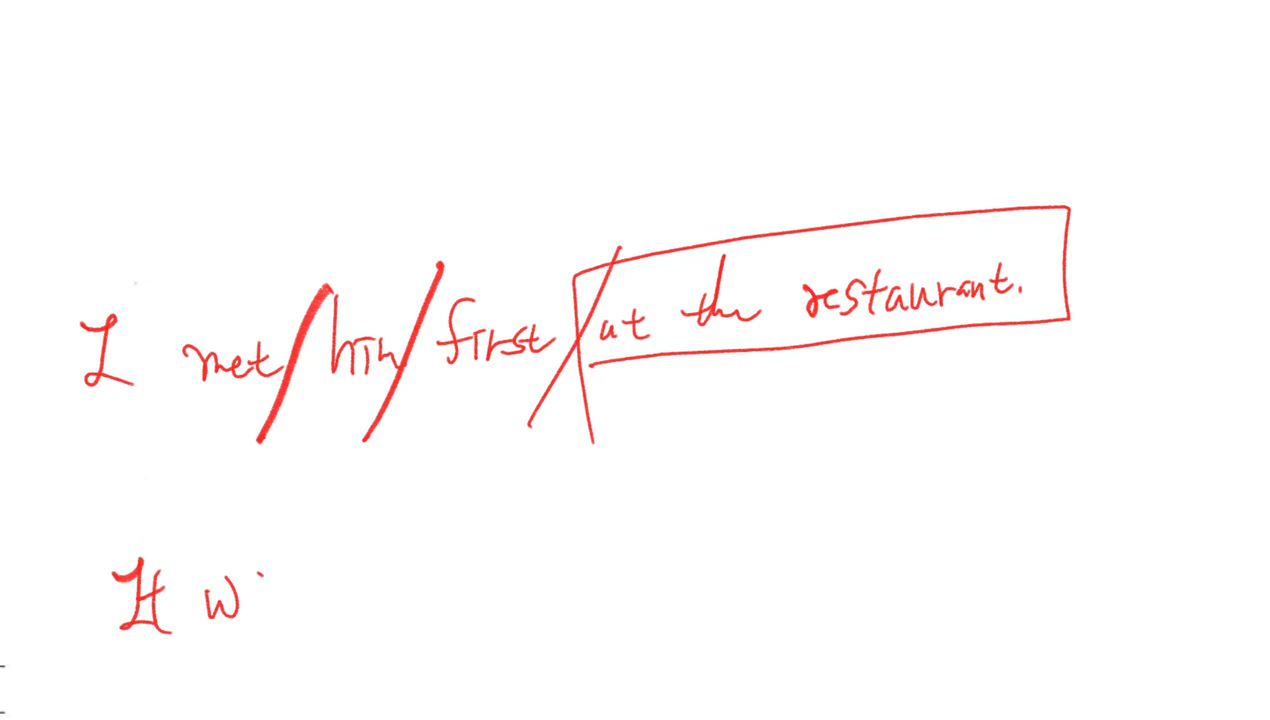 I met / him / first / at the restaurant.
It w